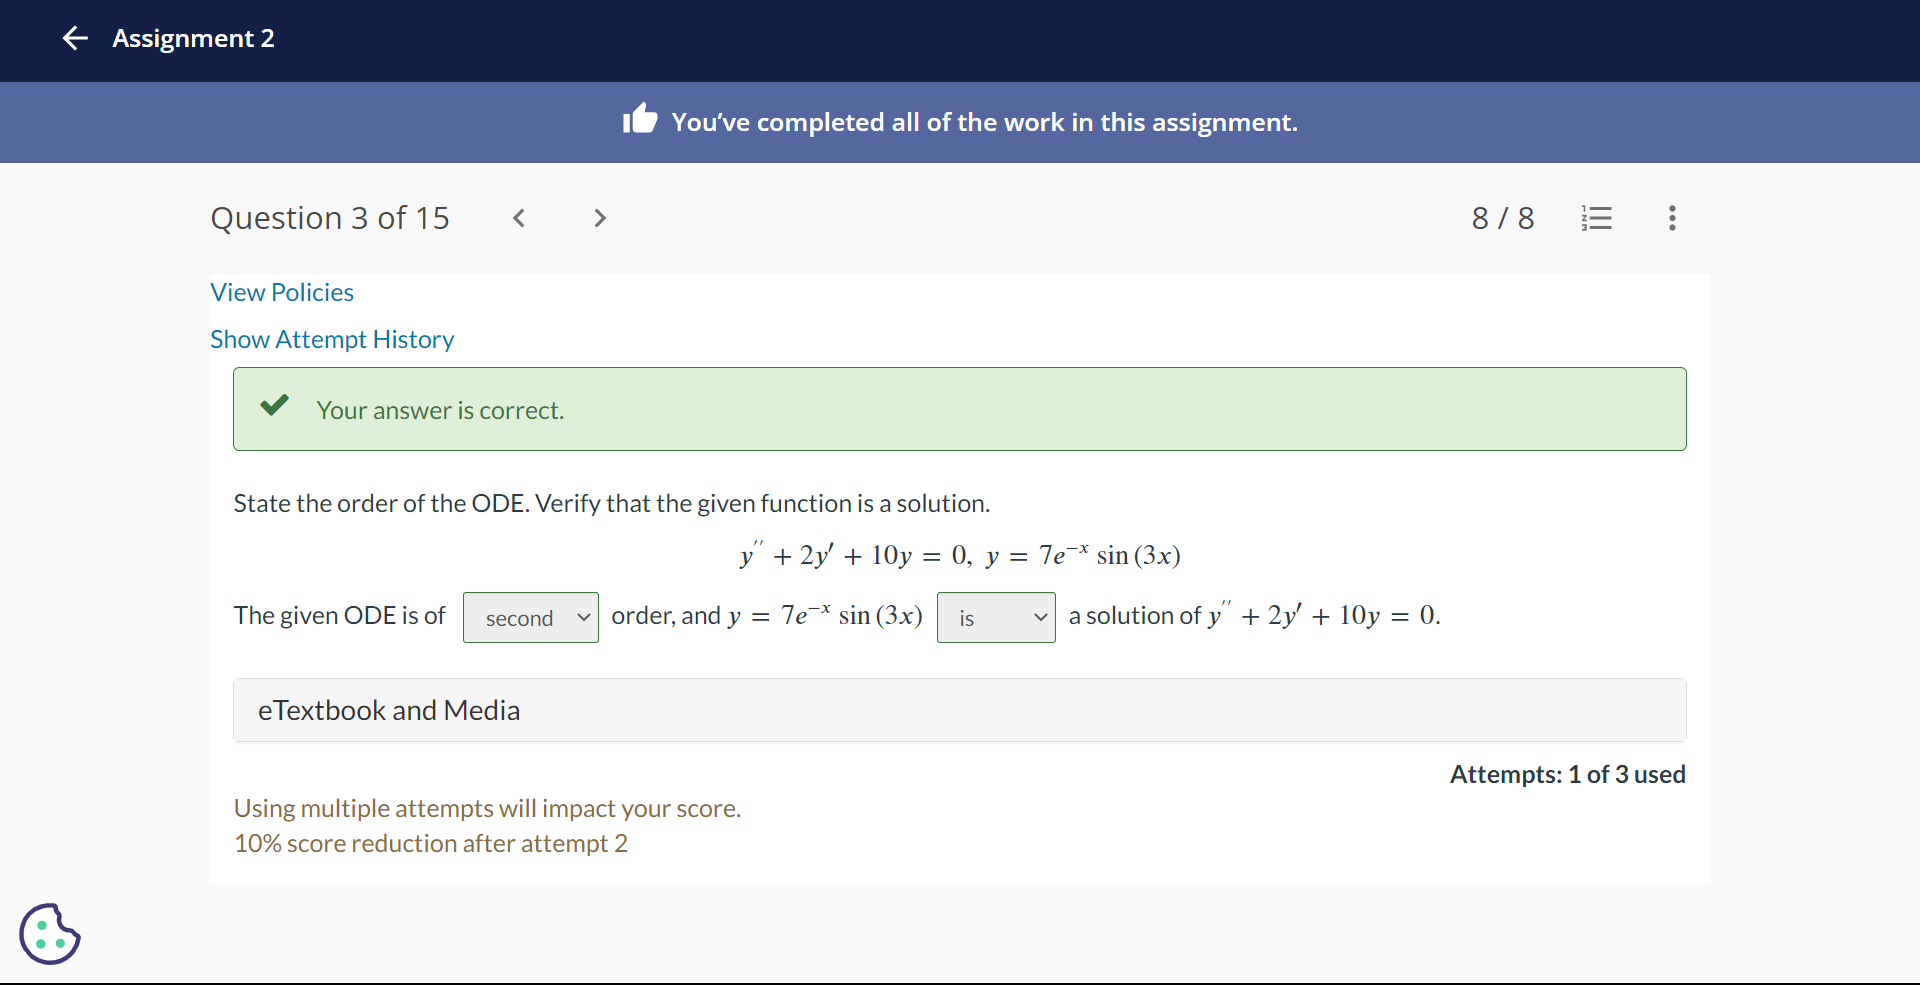 Assignment 2
You’ve completed all of the work in this assignment.
Question 3 of 15
8 / 8
View Policies
Show Attempt History
Your answer is correct.
State the order of the ODE. Verify that the given function is a solution.
y′′ + 2y′ + 10y = 0, y = 7e⁻ˣ sin (3x)
The given ODE is of second order, and y = 7e⁻ˣ sin (3x) is a solution of y′′ + 2y′ + 10y = 0.
eTextbook and Media
Attempts: 1 of 3 used
Using multiple attempts will impact your score.
10% score reduction after attempt 2